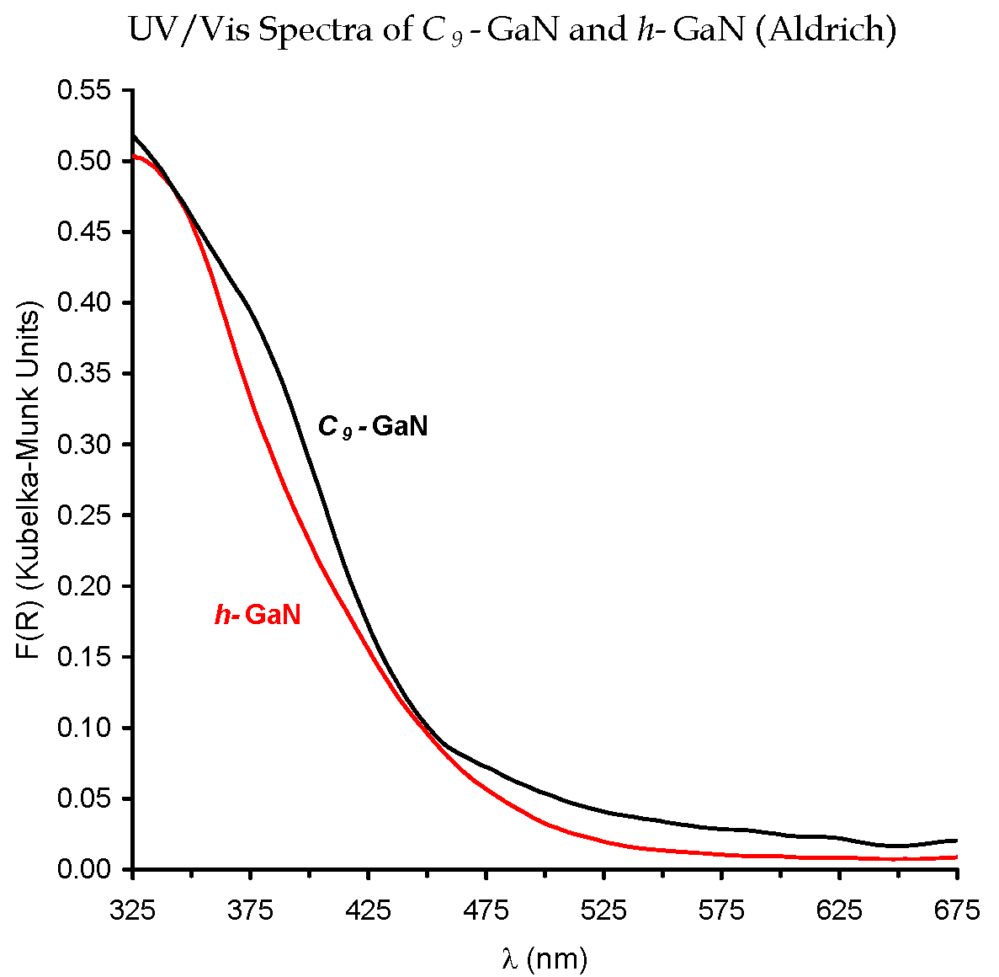 UV/Vis Spectra of C9 - GaN and h- GaN (Aldrich)
F(R) (Kubelka-Munk Units)
0.55
0.50
0.45
0.40
0.35
0.30
0.25
0.20
0.15
0.10
0.05
0.00
C9 - GaN
h- GaN
325 375 425 475 525 575 625 675
λ (nm)